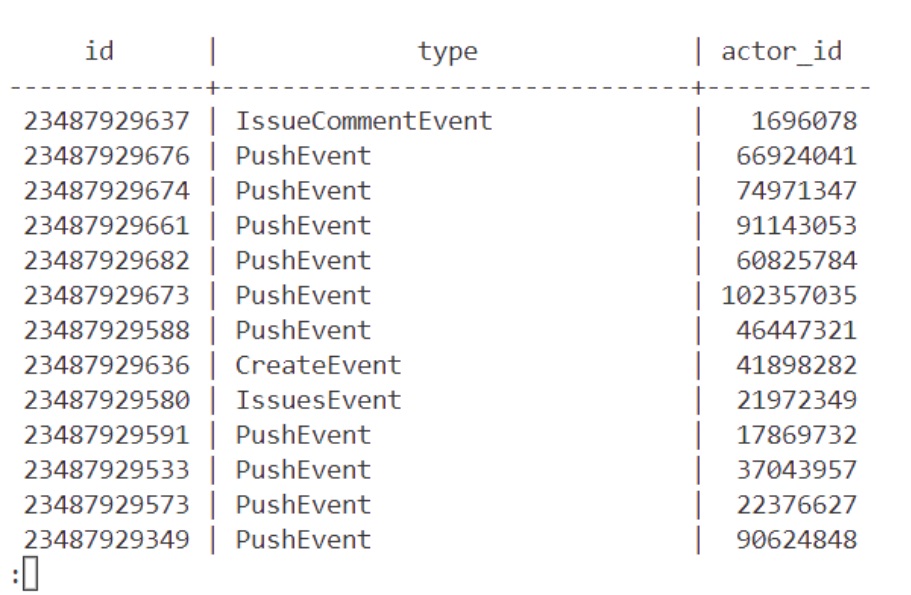 id | type | actor_id
-------------+-------------------------------+-----------
23487929637 | IssueCommentEvent | 1696078
23487929676 | PushEvent | 66924041
23487929674 | PushEvent | 74971347
23487929661 | PushEvent | 91143053
23487929682 | PushEvent | 60825784
23487929673 | PushEvent | 102357035
23487929588 | PushEvent | 46447321
23487929636 | CreateEvent | 41898282
23487929580 | IssuesEvent | 21972349
23487929591 | PushEvent | 17869732
23487929533 | PushEvent | 37043957
23487929573 | PushEvent | 22376627
23487929349 | PushEvent | 90624848
: